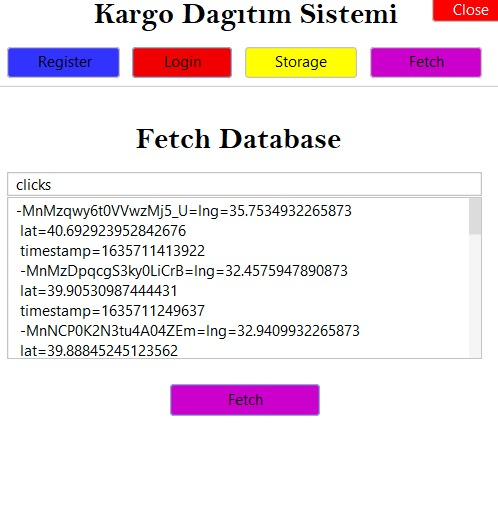 Kargo Dagıtım Sistemi
Close
Register
Login
Storage
Fetch
Fetch Database
clicks
-MnMzqwy6t0VVwzMj5_U=lng=35.7534932265873
lat=40.692923952842676
timestamp=1635711413922
-MnMzDpqcgS3ky0LiCrB=lng=32.4575947890873
lat=39.90530987444431
timestamp=1635711249637
-MnNCP0K2N3tu4A04ZEm=lng=32.9409932265873
lat=39.88845245123562
Fetch